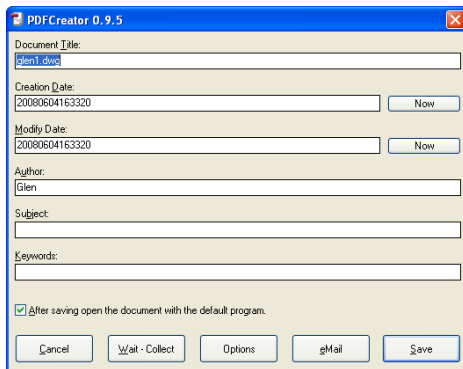 PDFCreator 0.9.5
Document Title:
glen1.dwg
Creation Date:
20080604163320
Now
Modify Date:
20080604163320
Now
Author:
Glen
Subject:
Keywords:
After saving open the document with the default program.
Cancel
Wait - Collect
Options
eMail
Save